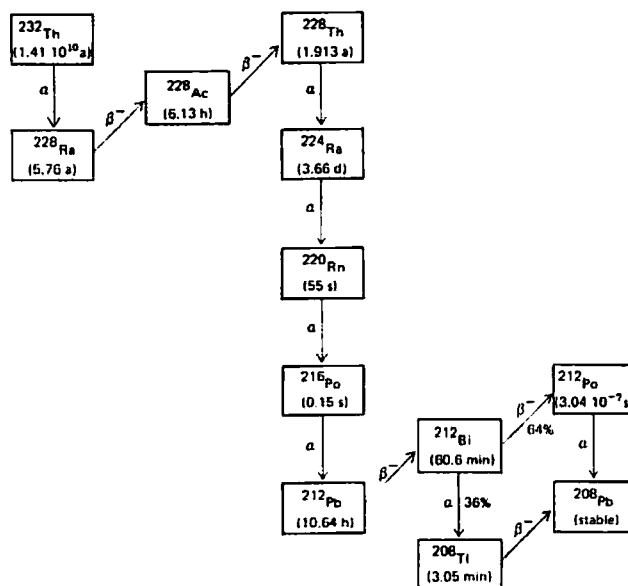 232Th
(1.41 10^10 a)
α
228Ra
(5.76 a)
β−
228Ac
(6.13 h)
β−
228Th
(1.913 a)
α
224Ra
(3.66 d)
α
220Rn
(55 s)
α
216Po
(0.15 s)
α
212Pb
(10.64 h)
β−
212Bi
(60.6 min)
β−
64%
212Po
(3.04 10^-7 s
α
208Pb
(stable)
α 36%
208Tl
(3.05 min)
β−